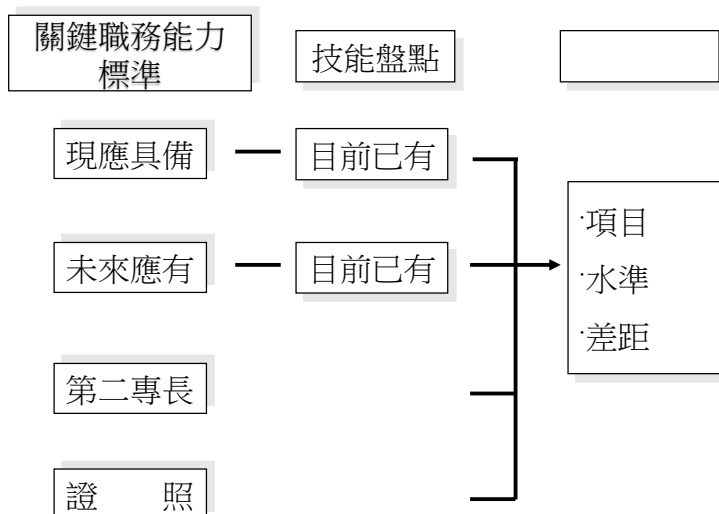 關鍵職務能力
標準
技能盤點
現應具備
目前已有
未來應有
目前已有
第二專長
證 照
·項目
·水準
·差距